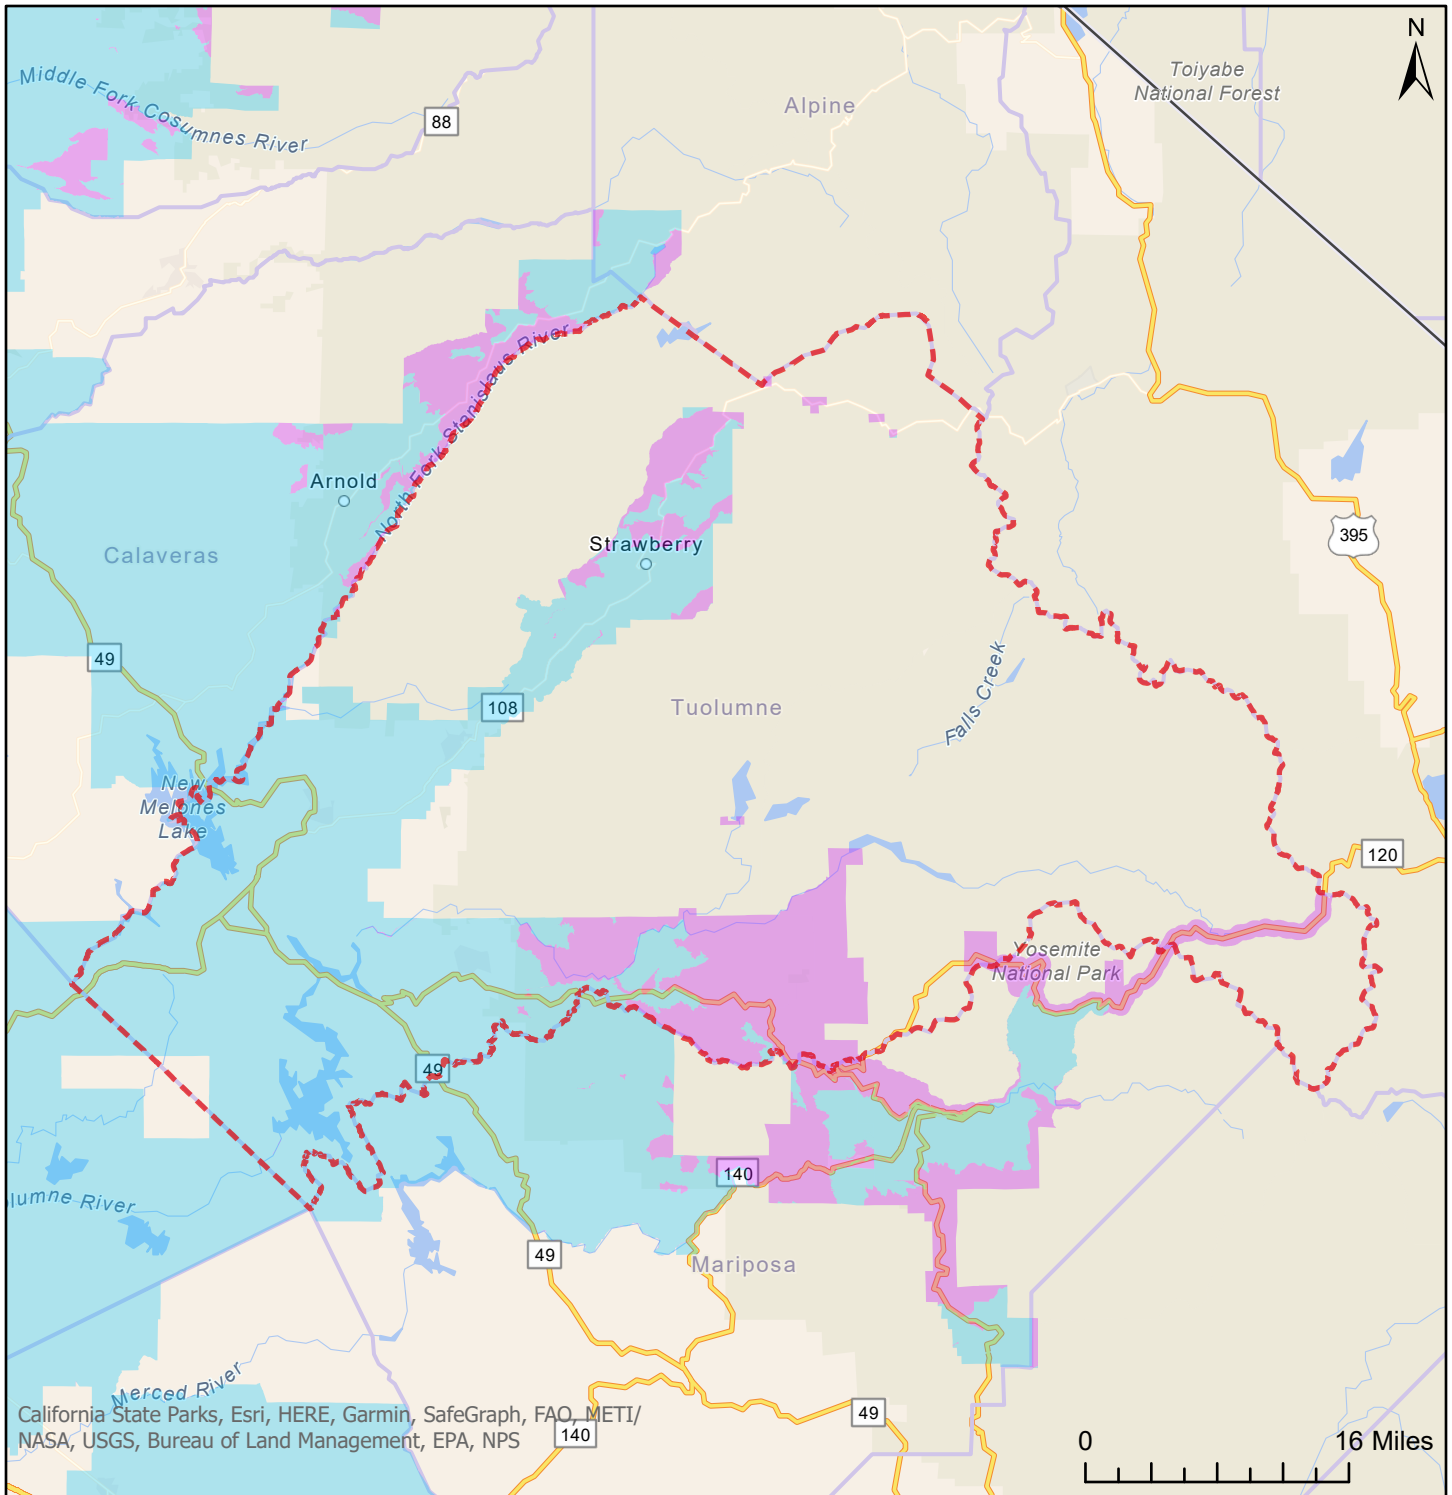 N
Toiyabe
National Forest
Middle Fork Cosumnes River
88
Alpine
North Fork Stanislaus River
Arnold
Strawberry
Calaveras
395
49
108
Tuolumne
Falls Creek
New
Melones
Lake
120
Yosemite
National Park
49
140
olumne River
49
Mariposa
Merced River
California State Parks, Esri, HERE, Garmin, SafeGraph, FAO, METI/
NASA, USGS, Bureau of Land Management, EPA, NPS
140
49
0 16 Miles